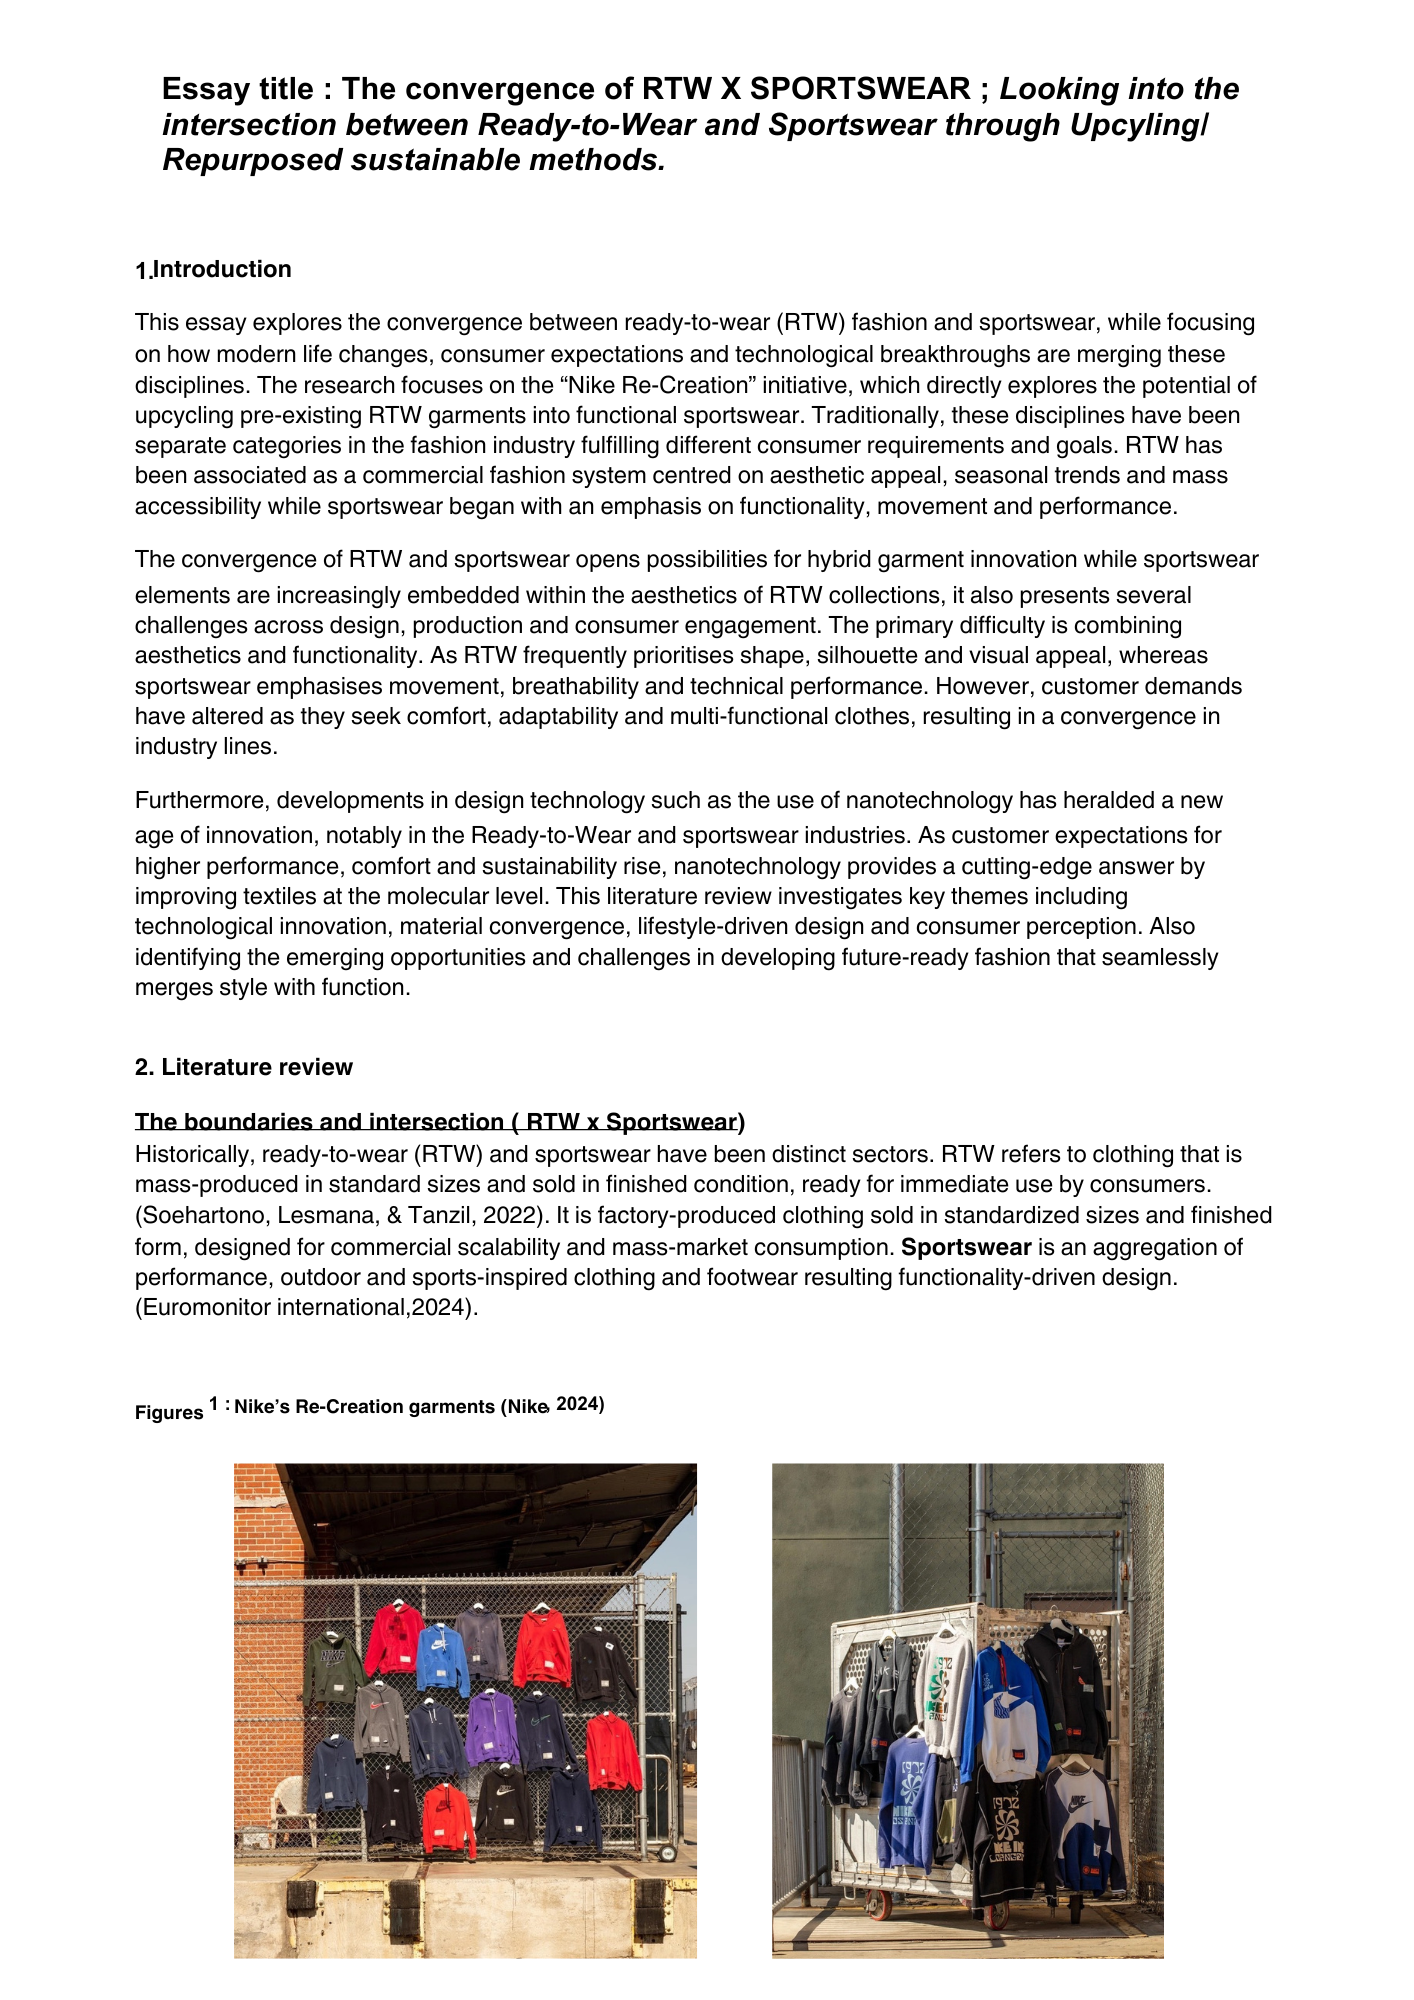 Essay title : The convergence of RTW X SPORTSWEAR ; Looking into the
intersection between Ready-to-Wear and Sportswear through Upcyling/
Repurposed sustainable methods.
1.Introduction
This essay explores the convergence between ready-to-wear (RTW) fashion and sportswear, while focusing
on how modern life changes, consumer expectations and technological breakthroughs are merging these
disciplines. The research focuses on the “Nike Re-Creation” initiative, which directly explores the potential of
upcycling pre-existing RTW garments into functional sportswear. Traditionally, these disciplines have been
separate categories in the fashion industry fulfilling different consumer requirements and goals. RTW has
been associated as a commercial fashion system centred on aesthetic appeal, seasonal trends and mass
accessibility while sportswear began with an emphasis on functionality, movement and performance.
The convergence of RTW and sportswear opens possibilities for hybrid garment innovation while sportswear
elements are increasingly embedded within the aesthetics of RTW collections, it also presents several
challenges across design, production and consumer engagement. The primary difficulty is combining
aesthetics and functionality. As RTW frequently prioritises shape, silhouette and visual appeal, whereas
sportswear emphasises movement, breathability and technical performance. However, customer demands
have altered as they seek comfort, adaptability and multi-functional clothes, resulting in a convergence in
industry lines.
Furthermore, developments in design technology such as the use of nanotechnology has heralded a new
age of innovation, notably in the Ready-to-Wear and sportswear industries. As customer expectations for
higher performance, comfort and sustainability rise, nanotechnology provides a cutting-edge answer by
improving textiles at the molecular level. This literature review investigates key themes including
technological innovation, material convergence, lifestyle-driven design and consumer perception. Also
identifying the emerging opportunities and challenges in developing future-ready fashion that seamlessly
merges style with function.
2. Literature review
The boundaries and intersection ( RTW x Sportswear)
Historically, ready-to-wear (RTW) and sportswear have been distinct sectors. RTW refers to clothing that is
mass-produced in standard sizes and sold in finished condition, ready for immediate use by consumers.
(Soehartono, Lesmana, & Tanzil, 2022). It is factory-produced clothing sold in standardized sizes and finished
form, designed for commercial scalability and mass-market consumption. Sportswear is an aggregation of
performance, outdoor and sports-inspired clothing and footwear resulting functionality-driven design.
(Euromonitor international,2024).
Figures 1 : Nike’s Re-Creation garments (Nike, 2024)
NIKE